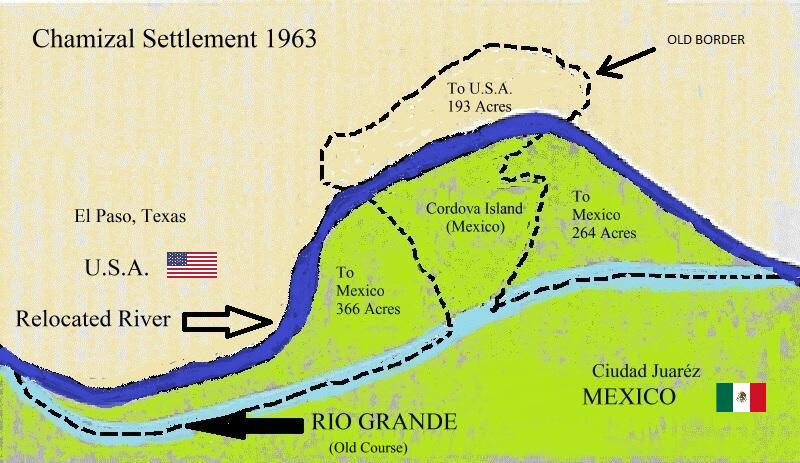 Chamizal Settlement 1963
OLD BORDER
To U.S.A.
193 Acres
El Paso, Texas
U.S.A.
Relocated River
Cordova Island
(Mexico)
To
Mexico
264 Acres
To
Mexico
366 Acres
Ciudad Juaréz
MEXICO
RIO GRANDE
(Old Course)